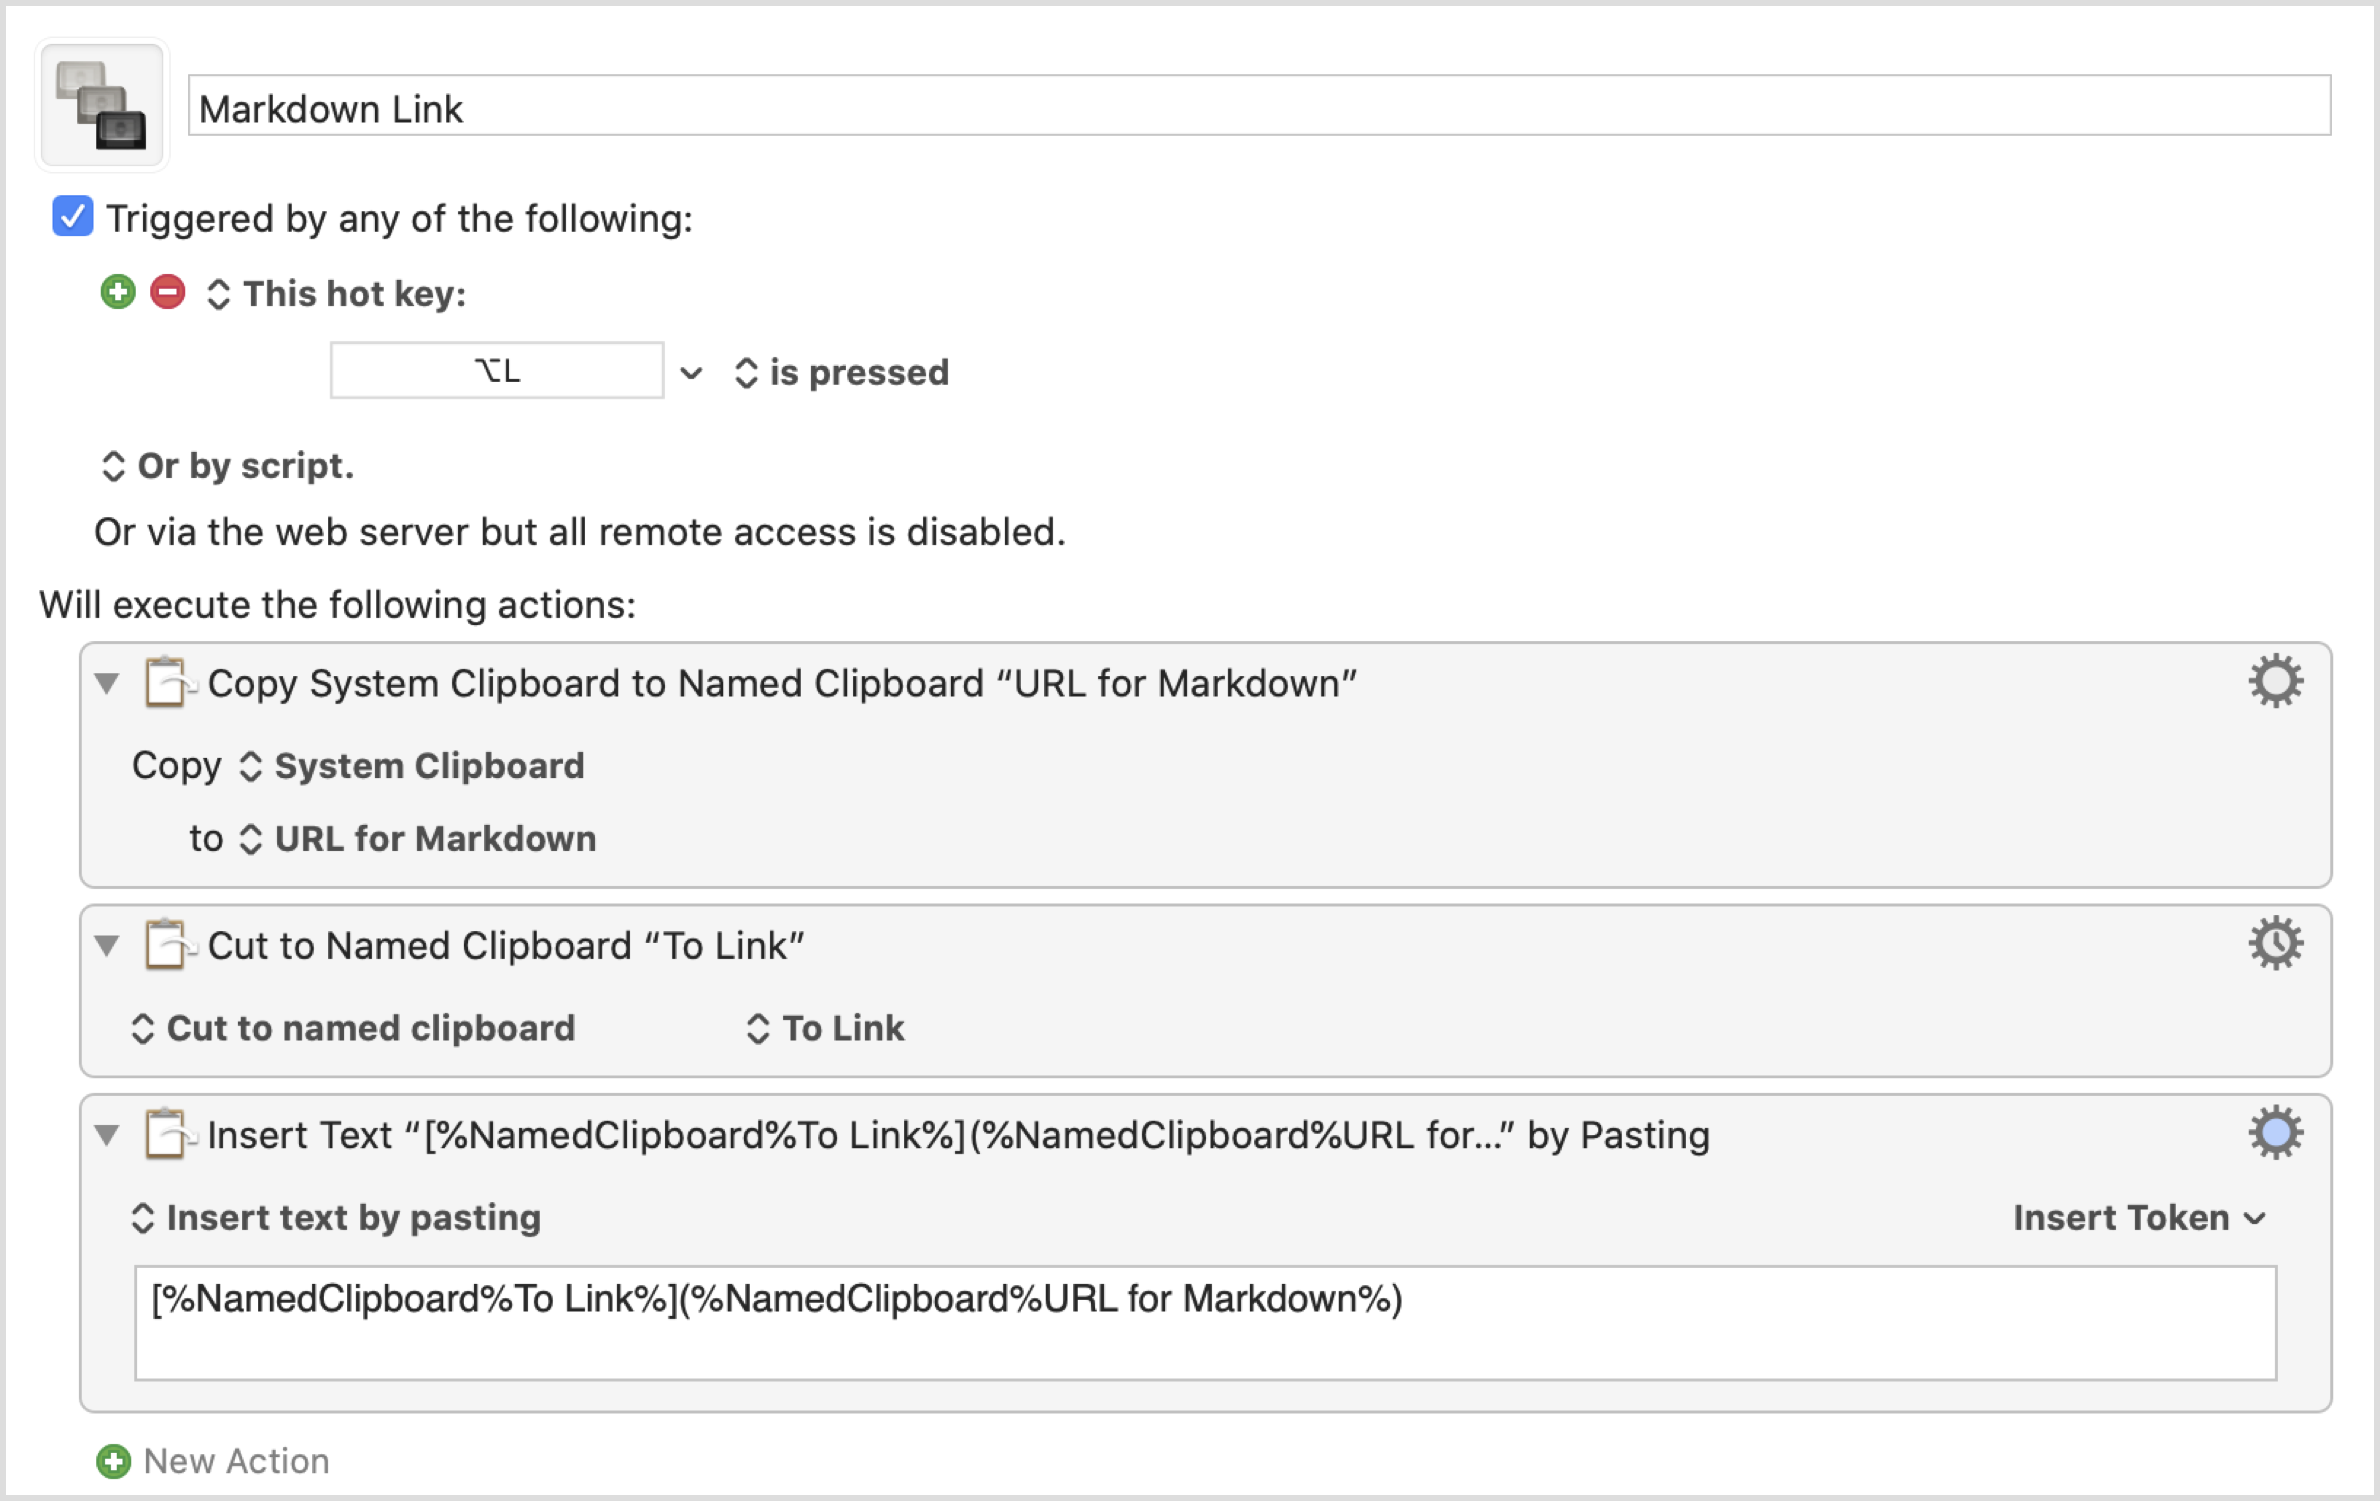 Markdown Link
Triggered by any of the following:
This hot key:
⌥L is pressed
Or by script.
Or via the web server but all remote access is disabled.
Will execute the following actions:
Copy System Clipboard to Named Clipboard “URL for Markdown”
Copy System Clipboard
to URL for Markdown
Cut to Named Clipboard “To Link”
Cut to named clipboard To Link
Insert Text “[%NamedClipboard%To Link%](%NamedClipboard%URL for...” by Pasting
Insert text by pasting Insert Token
[%NamedClipboard%To Link%](%NamedClipboard%URL for Markdown%)
New Action